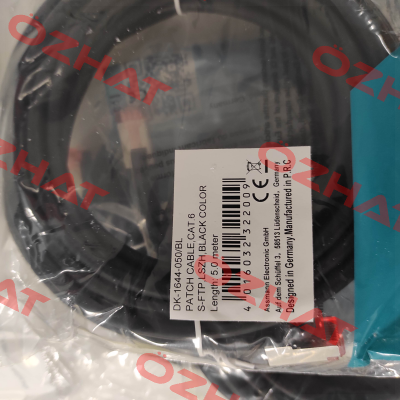 OZHAT
OZHAT
OZHAT
OZHAT
OZHAT
DK-1644-050/BL
PATCH CABLE,CAT 6
S-FTP LSZH BLACK COLOR
Length 5.0 meter
4 016032 322009
CE
Assmann Electronic GmbH
Auf dem Schüffel 3, 58513 Lüdenscheid, Germany
Designed in Germany.Manufactured in P.R.C